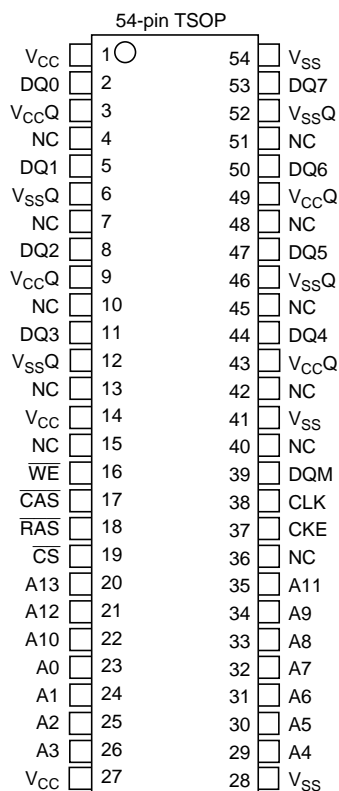 54-pin TSOP
VCC 1 54 VSS
DQ0 2 53 DQ7
VCCQ 3 52 VSSQ
NC 4 51 NC
DQ1 5 50 DQ6
VSSQ 6 49 VCCQ
NC 7 48 NC
DQ2 8 47 DQ5
VCCQ 9 46 VSSQ
NC 10 45 NC
DQ3 11 44 DQ4
VSSQ 12 43 VCCQ
NC 13 42 NC
VCC 14 41 VSS
NC 15 40 NC
W̅E̅ 16 39 DQM
C̅A̅S̅ 17 38 CLK
R̅A̅S̅ 18 37 CKE
C̅S̅ 19 36 NC
A13 20 35 A11
A12 21 34 A9
A10 22 33 A8
A0 23 32 A7
A1 24 31 A6
A2 25 30 A5
A3 26 29 A4
VCC 27 28 VSS